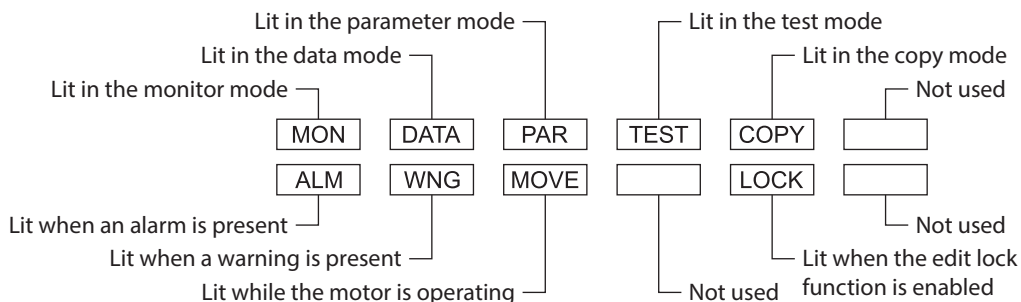 Lit in the parameter mode
Lit in the test mode
Lit in the data mode
Lit in the copy mode
Lit in the monitor mode
Not used
MON DATA PAR TEST COPY
ALM WNG MOVE LOCK
Lit when an alarm is present
Not used
Lit when a warning is present
Lit when the edit lock
function is enabled
Lit while the motor is operating
Not used